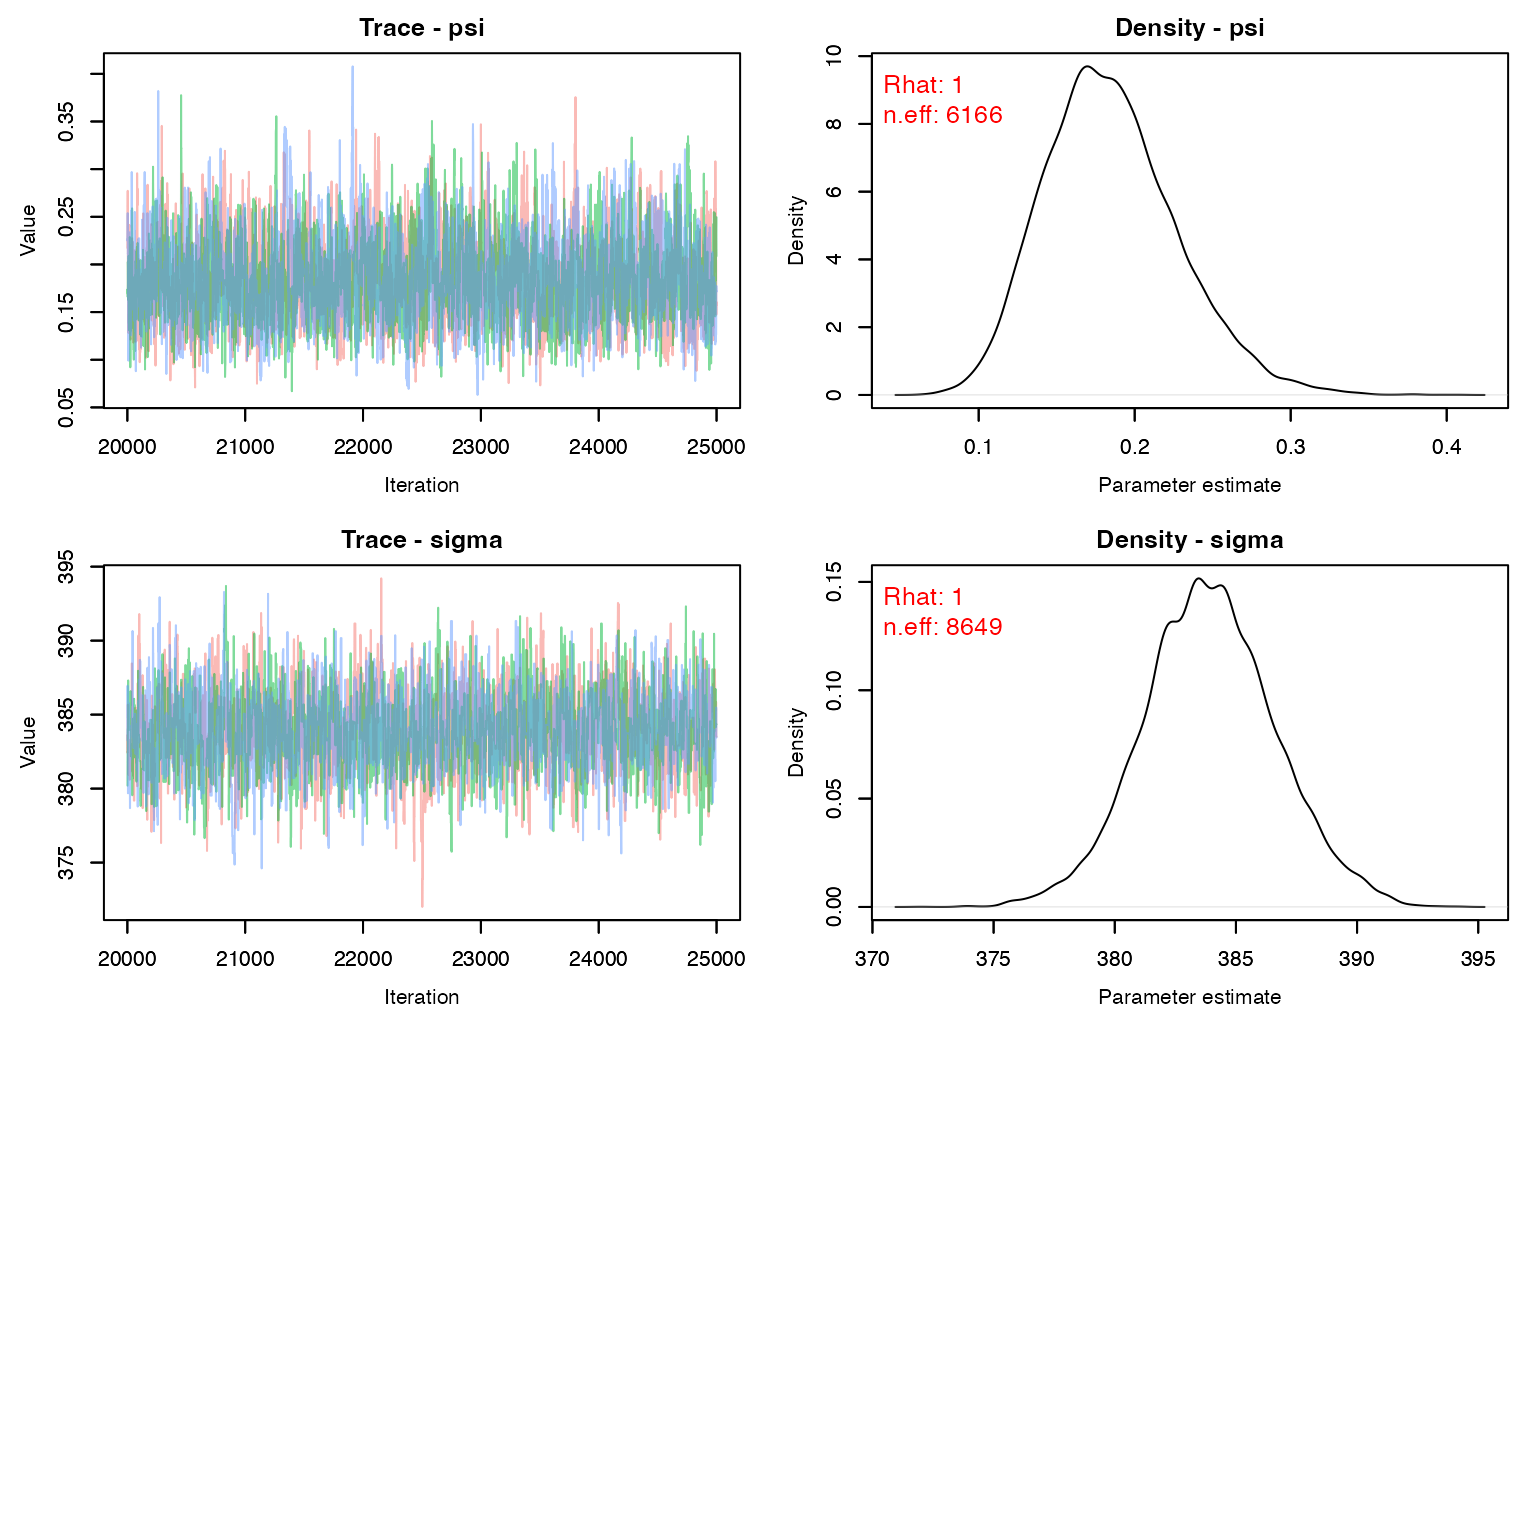 Trace - psi
Value
0.05 0.15 0.25 0.35
20000 21000 22000 23000 24000 25000
Iteration
Density - psi
Rhat: 1
n.eff: 6166
Density
0 2 4 6 8 10
0.1 0.2 0.3 0.4
Parameter estimate
Trace - sigma
Value
375 380 385 390 395
20000 21000 22000 23000 24000 25000
Iteration
Density - sigma
Rhat: 1
n.eff: 8649
Density
0.00 0.05 0.10 0.15
370 375 380 385 390 395
Parameter estimate